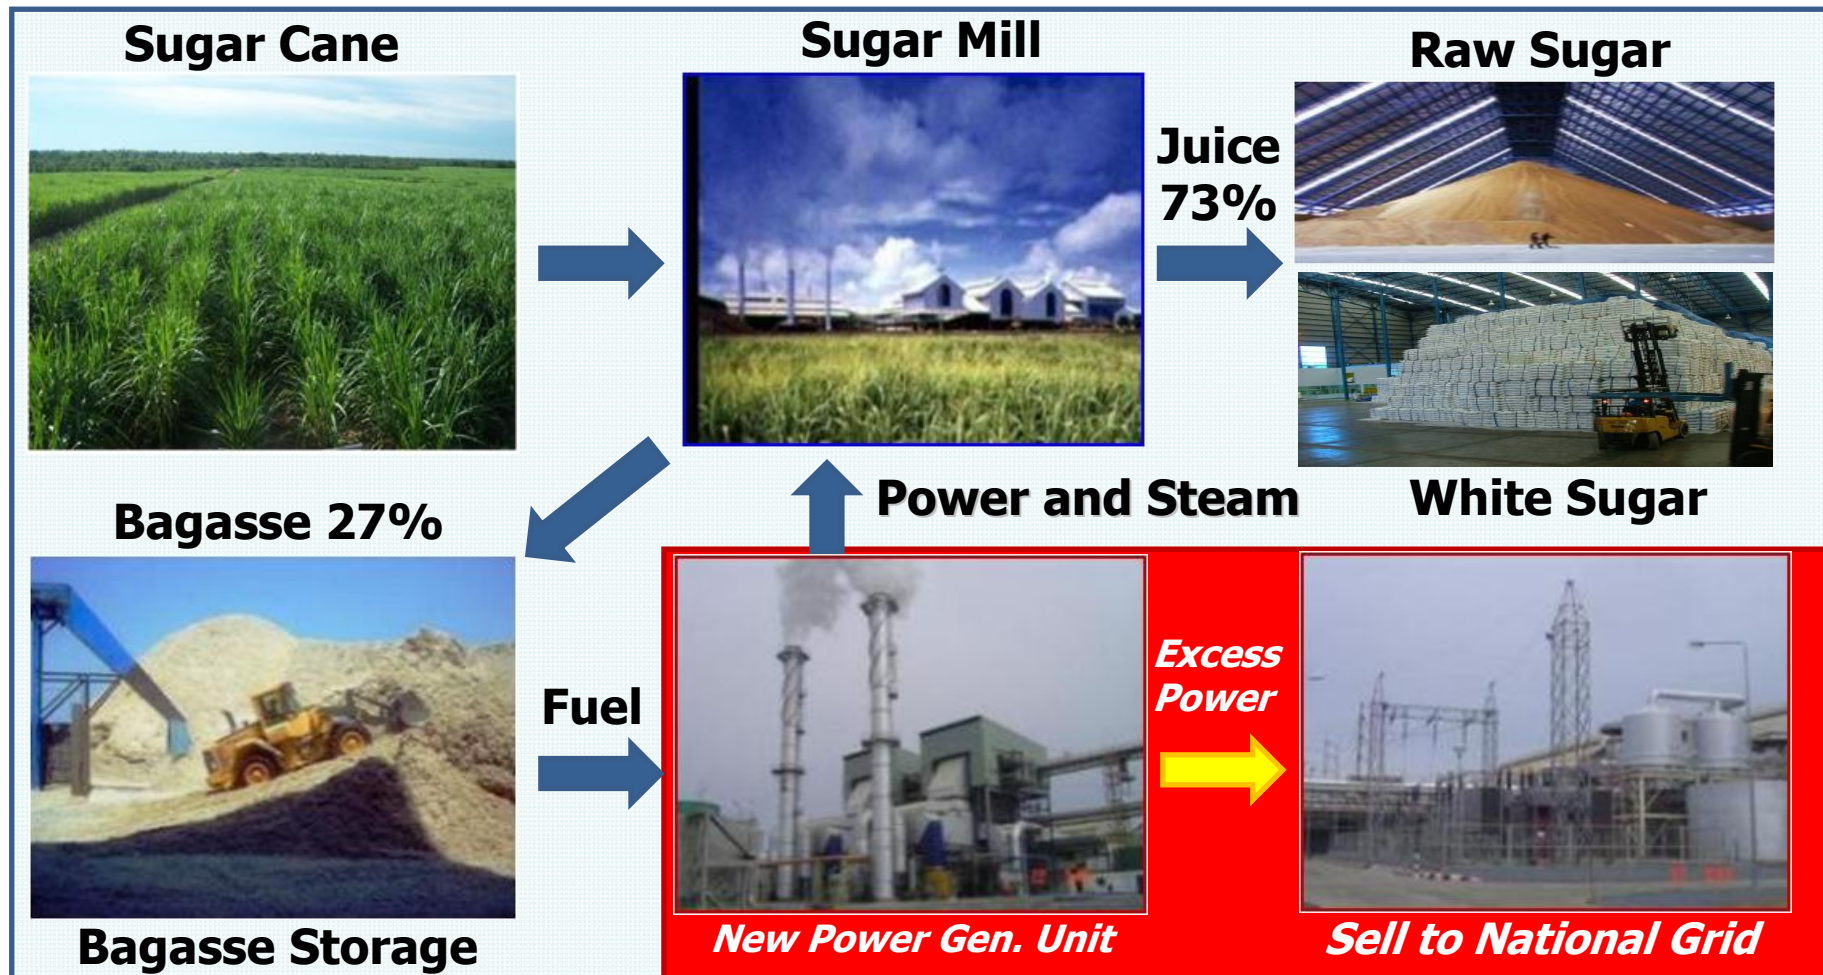 Sugar Cane
Sugar Mill
Raw Sugar
Juice
73%
Power and Steam
White Sugar
Bagasse 27%
Fuel
Excess
Power
Bagasse Storage
New Power Gen. Unit
Sell to National Grid